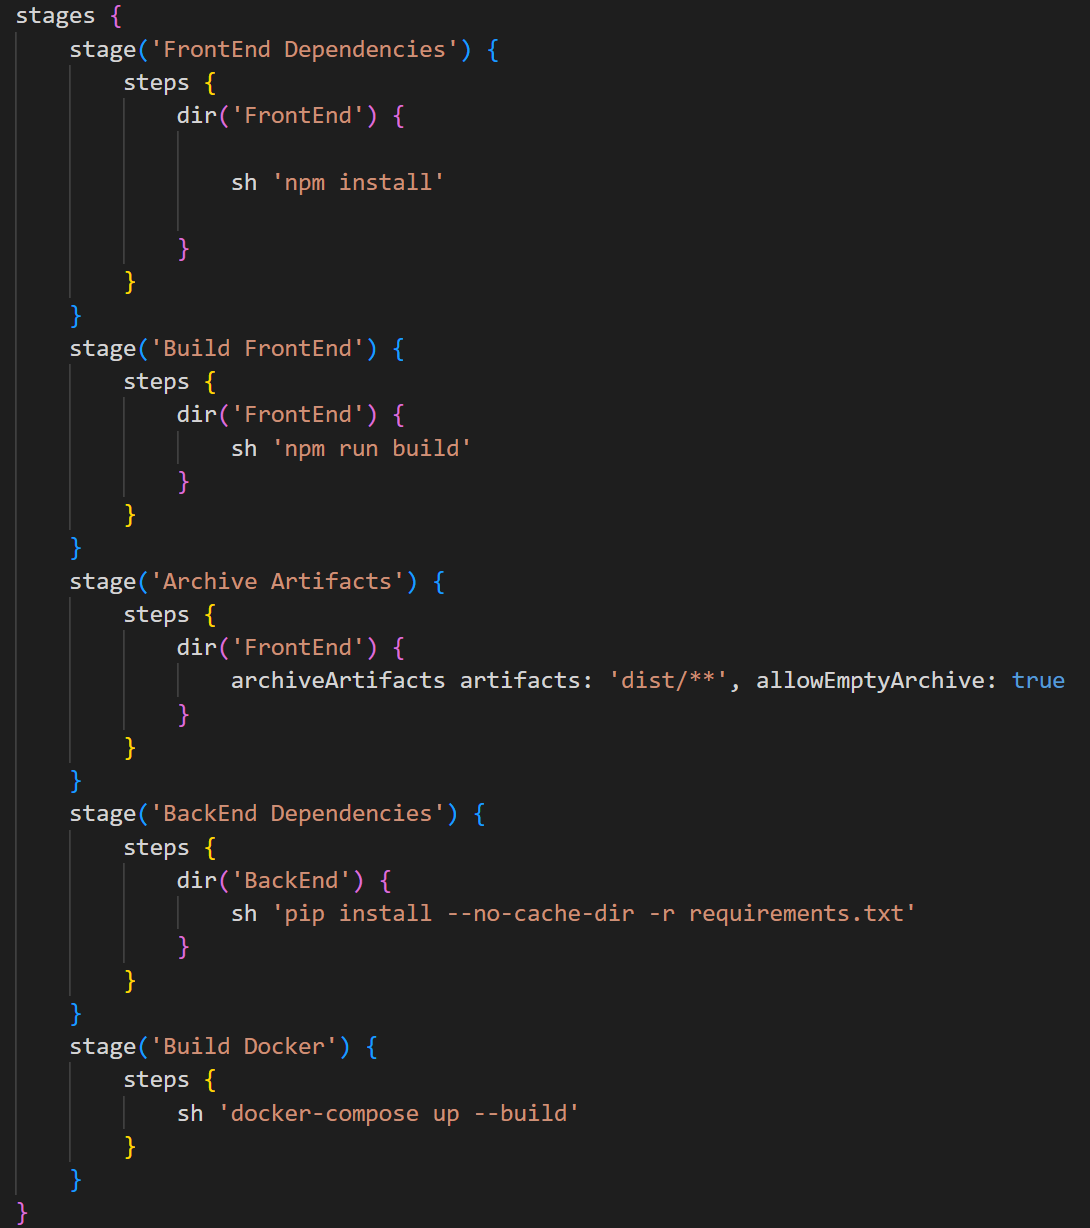 stages {
    stage('FrontEnd Dependencies') {
        steps {
            dir('FrontEnd') {

                sh 'npm install'

            }
        }
    }
    stage('Build FrontEnd') {
        steps {
            dir('FrontEnd') {
                sh 'npm run build'
            }
        }
    }
    stage('Archive Artifacts') {
        steps {
            dir('FrontEnd') {
                archiveArtifacts artifacts: 'dist/**', allowEmptyArchive: true
            }
        }
    }
    stage('BackEnd Dependencies') {
        steps {
            dir('BackEnd') {
                sh 'pip install --no-cache-dir -r requirements.txt'
            }
        }
    }
    stage('Build Docker') {
        steps {
            sh 'docker-compose up --build'
        }
    }
}